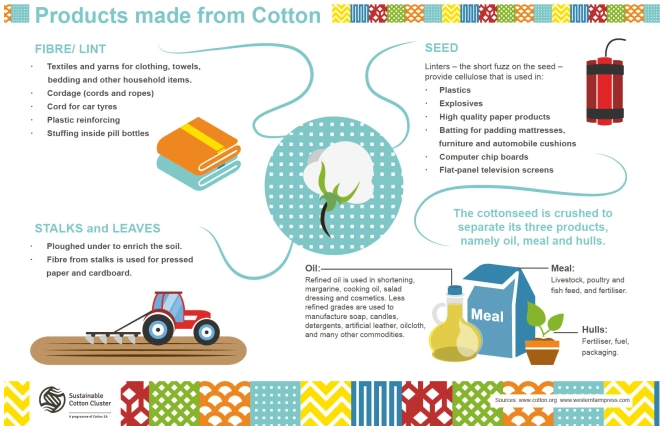 Products made from Cotton
FIBRE/ LINT
· Textiles and yarns for clothing, towels,
bedding and other household items.
· Cordage (cords and ropes)
· Cord for car tyres
· Plastic reinforcing
· Stuffing inside pill bottles
SEED
Linters – the short fuzz on the seed –
provide cellulose that is used in:
· Plastics
· Explosives
· High quality paper products
· Batting for padding mattresses,
furniture and automobile cushions
· Computer chip boards
· Flat-panel television screens
The cottonseed is crushed to
separate its three products,
namely oil, meal and hulls.
STALKS and LEAVES
· Ploughed under to enrich the soil.
· Fibre from stalks is used for pressed
paper and cardboard.
Oil:
Refined oil is used in shortening,
margarine, cooking oil, salad
dressing and cosmetics. Less
refined grades are used to
manufacture soap, candles,
detergents, artificial leather, oilcloth,
and many other commodities.
Meal
Meal:
Livestock, poultry and
fish feed, and fertiliser.
Hulls:
Fertiliser, fuel,
packaging.
Sustainable
Cotton Cluster
A programme of Cotton SA
Sources: www.cotton.org www.westernfarmpress.com